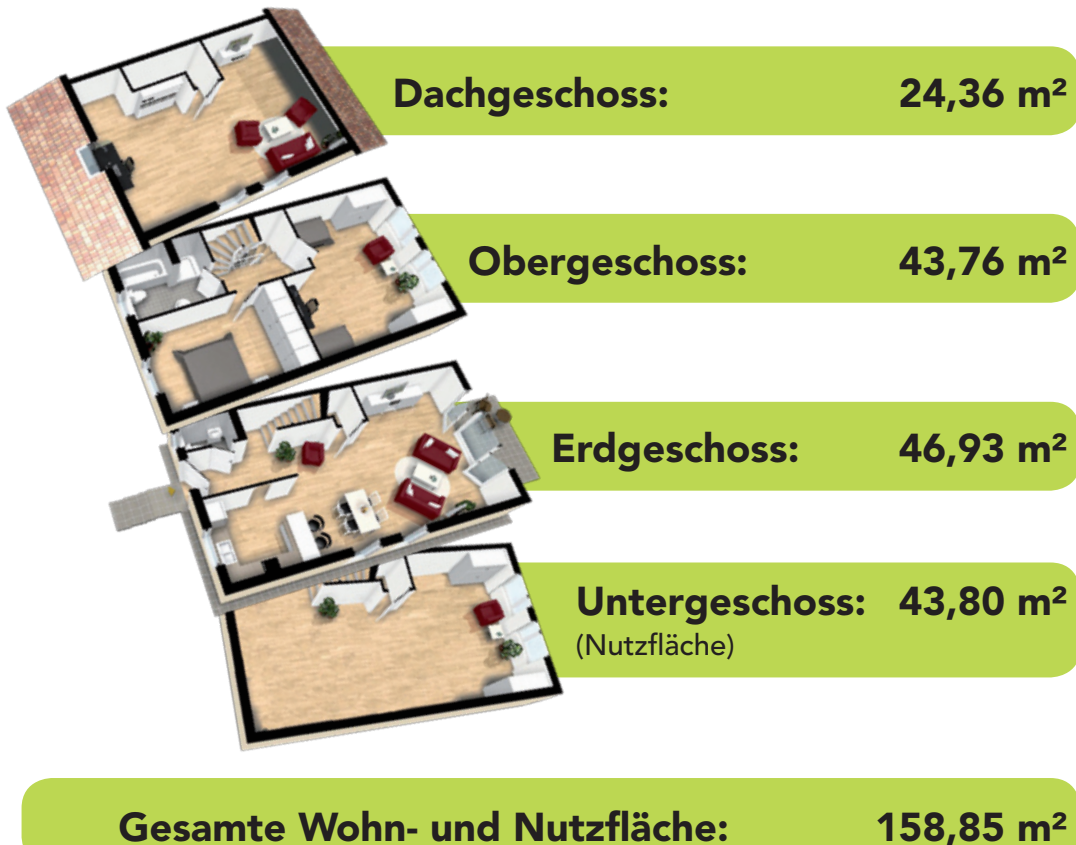 Dachgeschoss: 24,36 m²
Obergeschoss: 43,76 m²
Erdgeschoss: 46,93 m²
Untergeschoss: 43,80 m²
(Nutzfläche)
Gesamte Wohn- und Nutzfläche: 158,85 m²